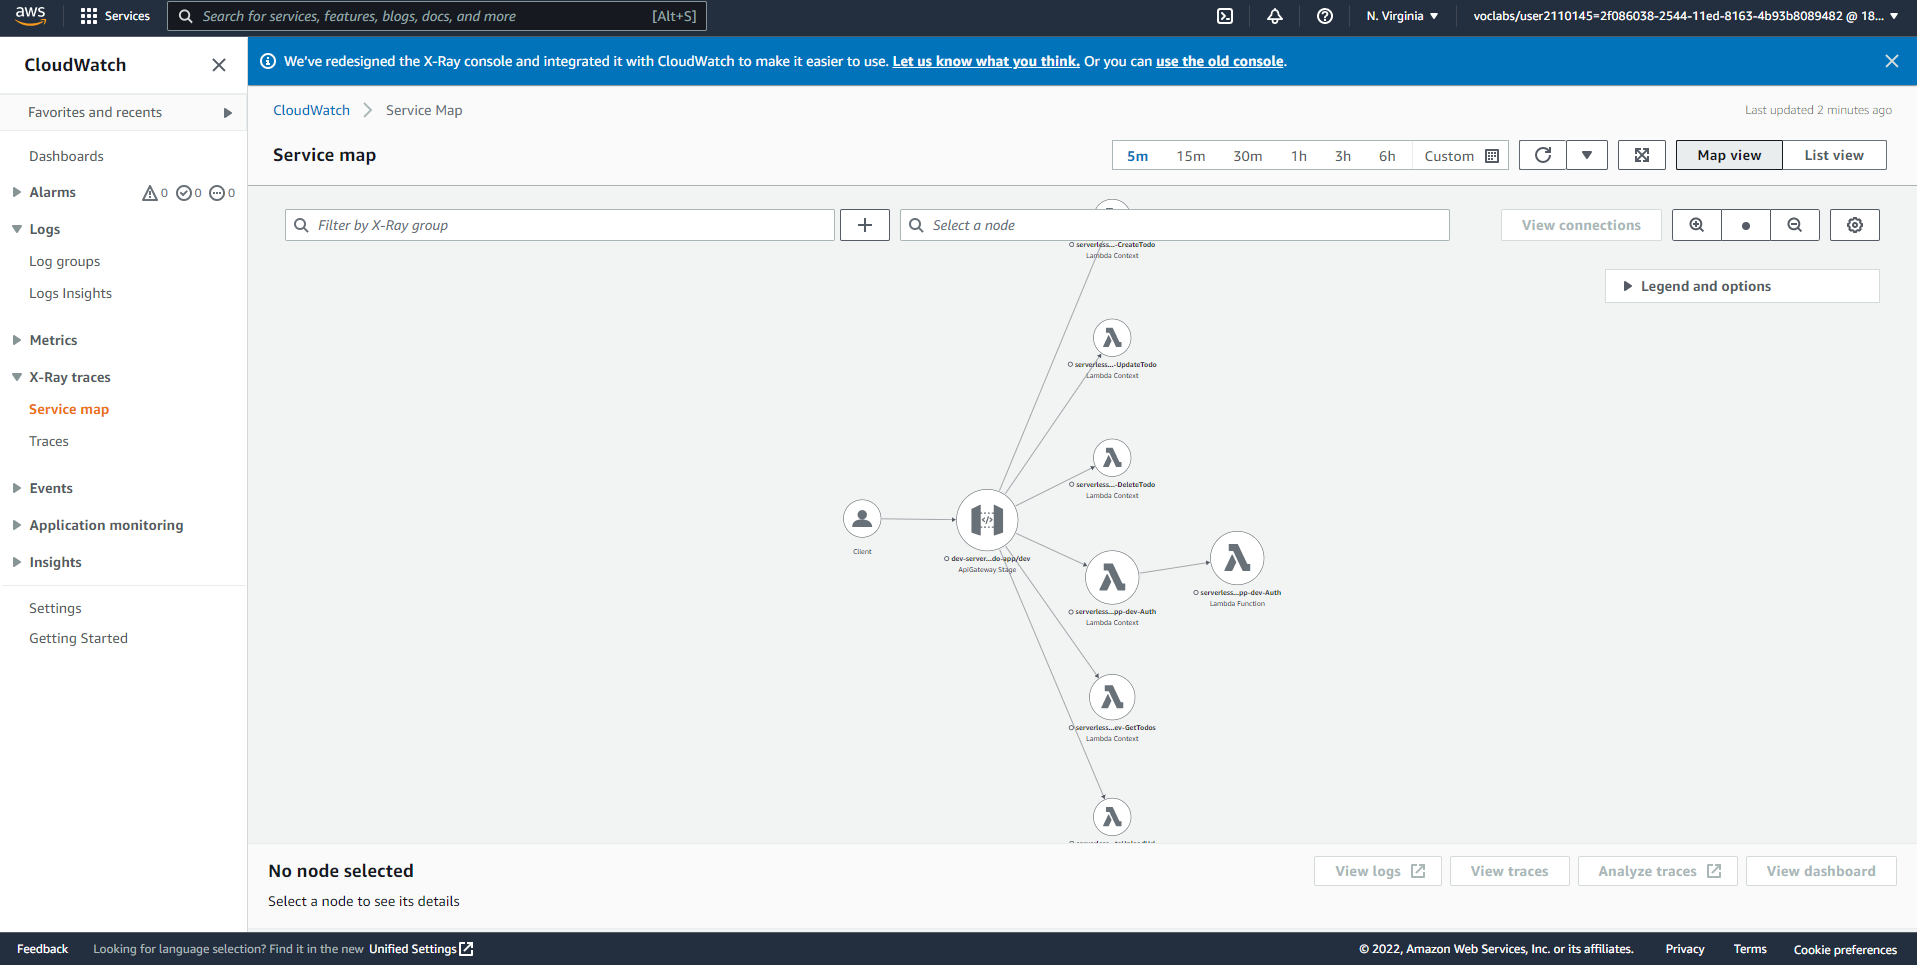 aws
Services
Search for services, features, blogs, docs, and more
[Alt+S]
N. Virginia
voclabs/user2110145=2f086038-2544-11ed-8163-4b93b8089482 @ 18...
CloudWatch
We've redesigned the X-Ray console and integrated it with CloudWatch to make it easier to use. Let us know what you think. Or you can use the old console.
Favorites and recents
Dashboards
Alarms
0
0
0
Logs
Log groups
Logs Insights
Metrics
X-Ray traces
Service map
Traces
Events
Application monitoring
Insights
Settings
Getting Started
CloudWatch
Service Map
Last updated 2 minutes ago
Service map
5m
15m
30m
1h
3h
6h
Custom
Map view
List view
Filter by X-Ray group
Select a node
View connections
Legend and options
serverless...-CreateTodo
Lambda Context
serverless...-UpdateTodo
Lambda Context
serverless...-DeleteTodo
Lambda Context
Client
dev-server...do-app/dev
ApiGateway Stage
serverless...pp-dev-Auth
Lambda Context
serverless...pp-dev-Auth
Lambda Function
serverless...ev-GetTodos
Lambda Context
No node selected
View logs
View traces
Analyze traces
View dashboard
Select a node to see its details
Feedback
Looking for language selection? Find it in the new Unified Settings
© 2022, Amazon Web Services, Inc. or its affiliates.
Privacy
Terms
Cookie preferences